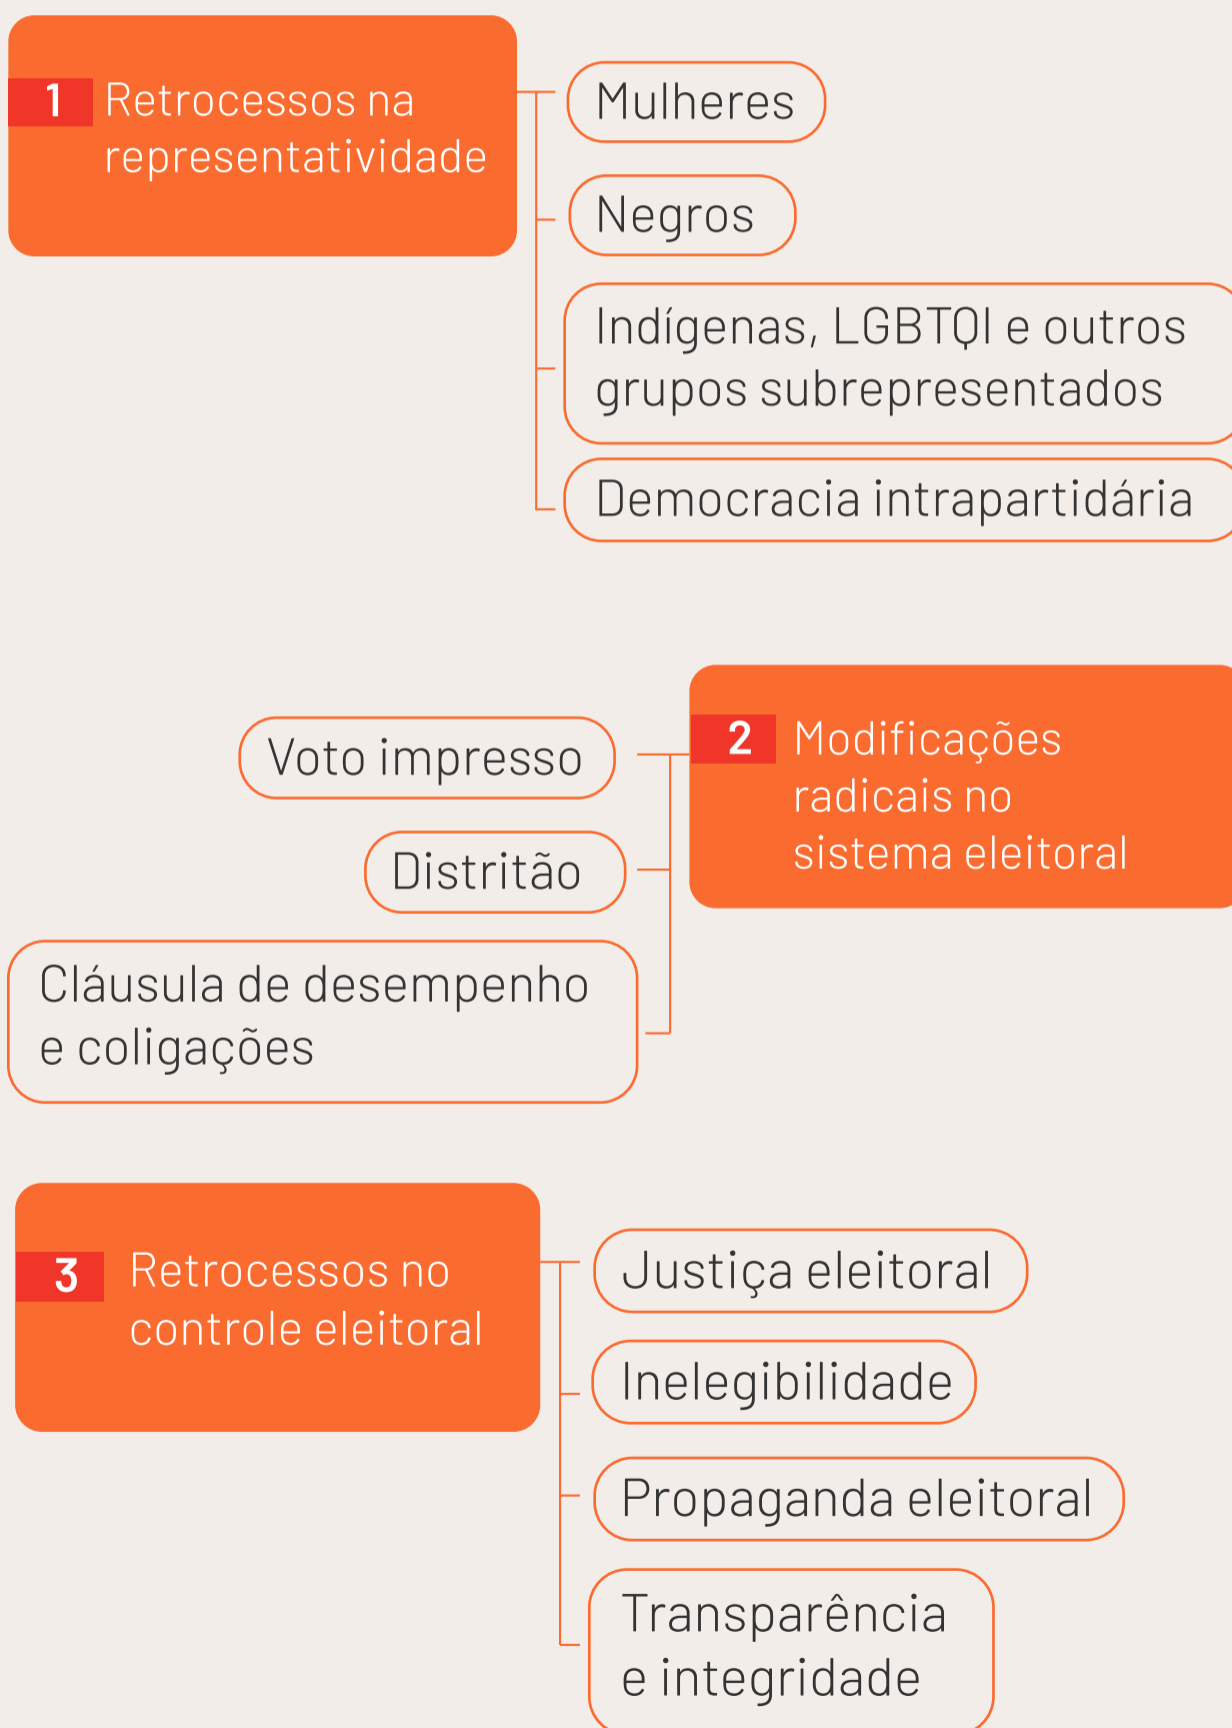 1
Retrocessos na
representatividade
Mulheres
Negros
Indígenas, LGBTQI e outros
grupos subrepresentados
Democracia intrapartidária
2
Modificações
radicais no
sistema eleitoral
Voto impresso
Distritão
Cláusula de desempenho
e coligações
3
Retrocessos no
controle eleitoral
Justiça eleitoral
Inelegibilidade
Propaganda eleitoral
Transparência
e integridade